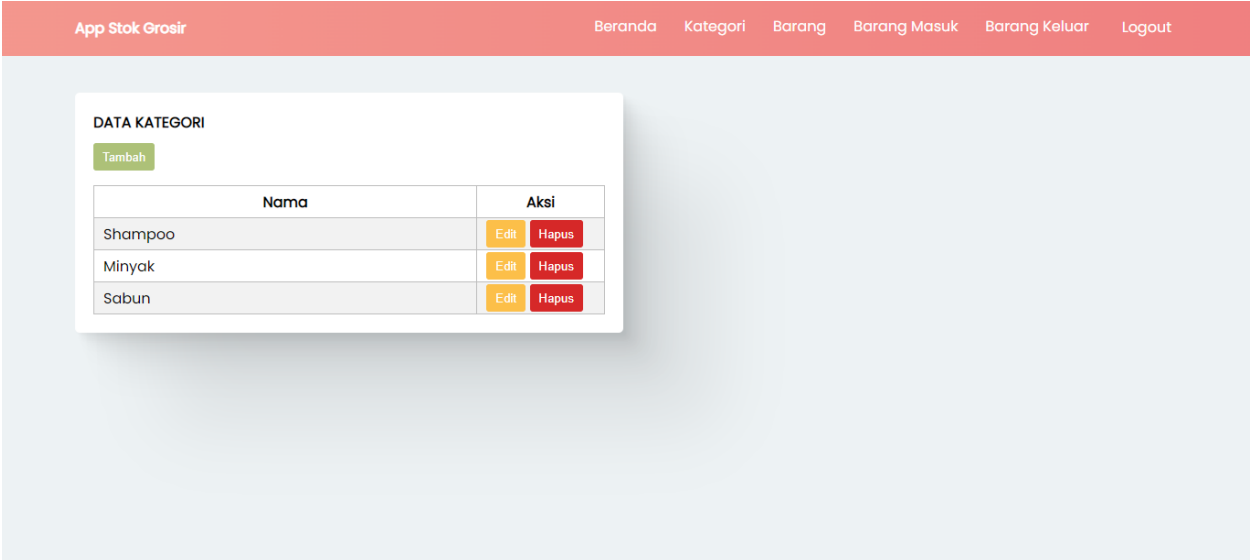 App Stok Grosir Beranda Kategori Barang Barang Masuk Barang Keluar Logout
DATA KATEGORI
Tambah
Nama Aksi
Shampoo Edit Hapus
Minyak Edit Hapus
Sabun Edit Hapus